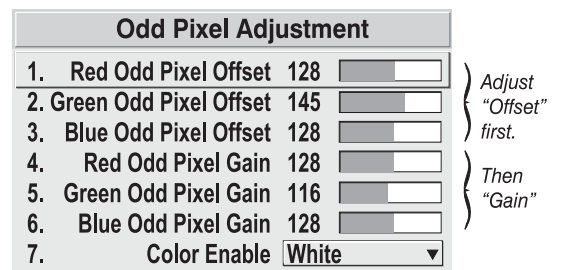 Odd Pixel Adjustment
1. Red Odd Pixel Offset 128
2. Green Odd Pixel Offset 145
3. Blue Odd Pixel Offset 128
4. Red Odd Pixel Gain 128
5. Green Odd Pixel Gain 116
6. Blue Odd Pixel Gain 128
7. Color Enable White
Adjust
“Offset”
first.
Then
“Gain”